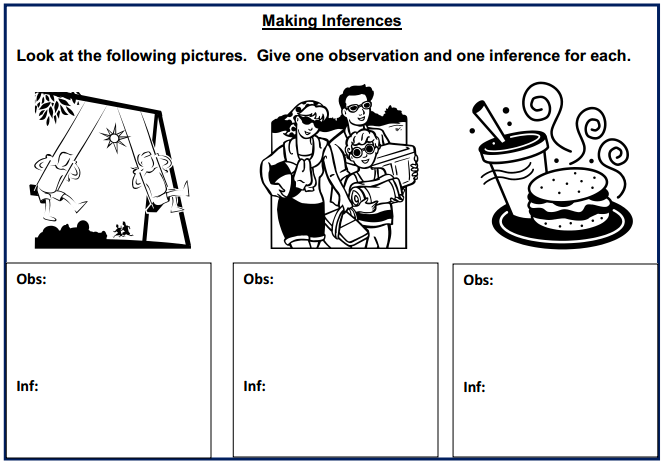 Making Inferences
Look at the following pictures.  Give one observation and one inference for each.
Obs:
Inf:
Obs:
Inf:
Obs:
Inf: